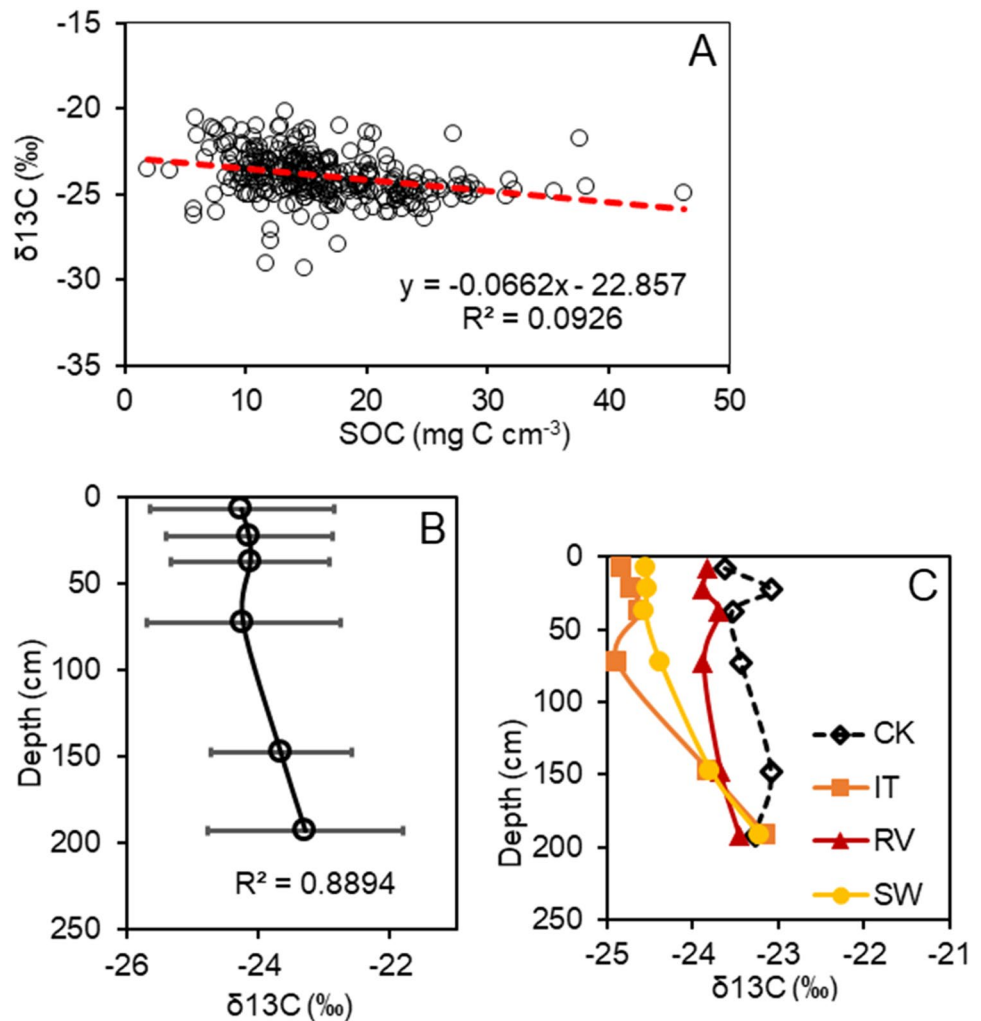 A
-15
-20
-25
-30
-35
δ13C (‰)
y = -0.0662x - 22.857
R² = 0.0926
0 10 20 30 40 50
SOC (mg C cm⁻³)
B
0
50
100
150
200
250
Depth (cm)
R² = 0.8894
-26 -24 -22
δ13C (‰)
C
0
50
100
150
200
250
Depth (cm)
CK
IT
RV
SW
-25 -24 -23 -22 -21
δ13C (‰)